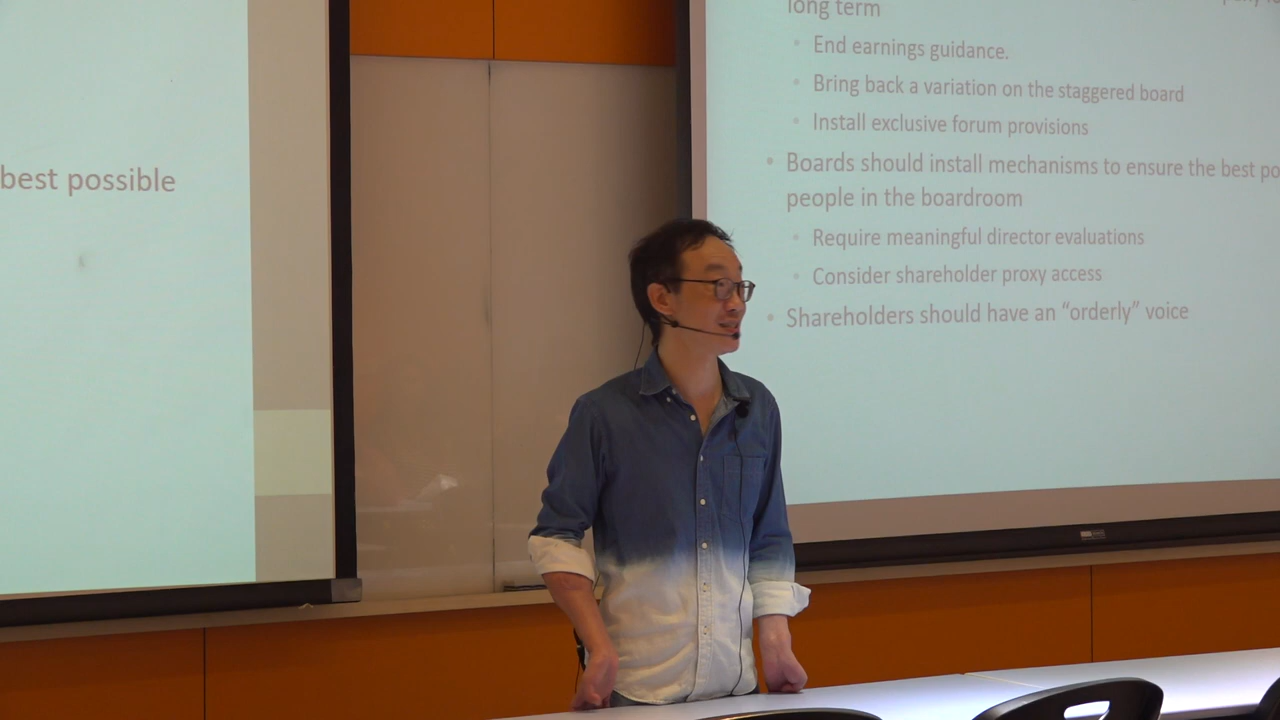 best possible
long term
End earnings guidance.
Bring back a variation on the staggered board
Install exclusive forum provisions
Boards should install mechanisms to ensure the best
people in the boardroom
Require meaningful director evaluations
Consider shareholder proxy access
Shareholders should have an “orderly” voice